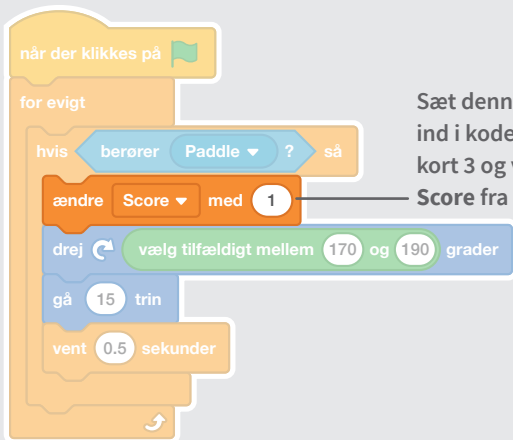 når der klikkes på
for evigt
hvis berører Paddle ? så
ændre Score med 1
drej vælg tilfældigt mellem 170 og 190 grader
gå 15 trin
vent 0.5 sekunder
Sæt denn
ind i kode
kort 3 og v
Score fra